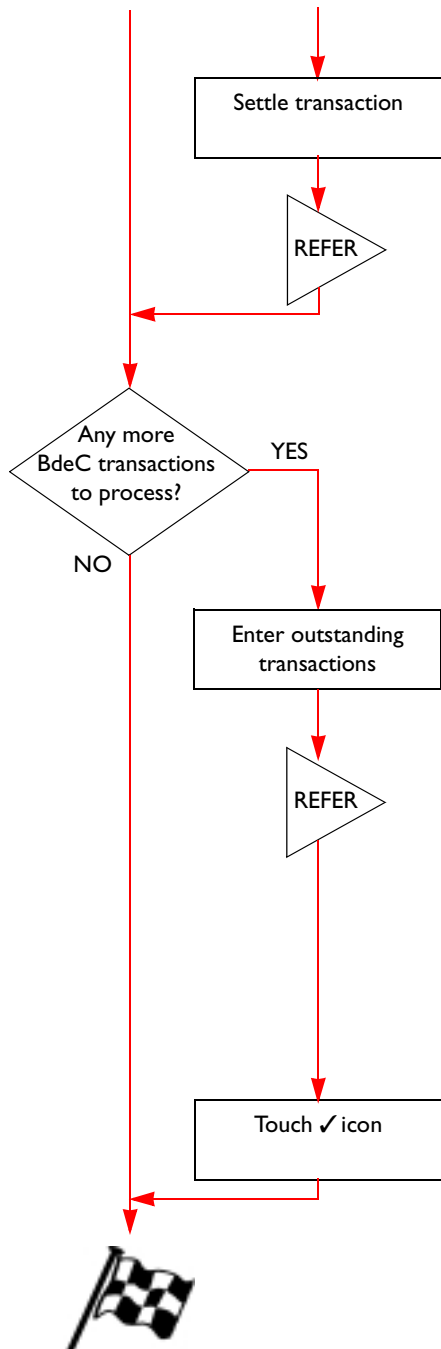 Settle transaction
REFER
Any more
BdeC transactions
to process?
YES
NO
Enter outstanding
transactions
REFER
Touch ✓ icon